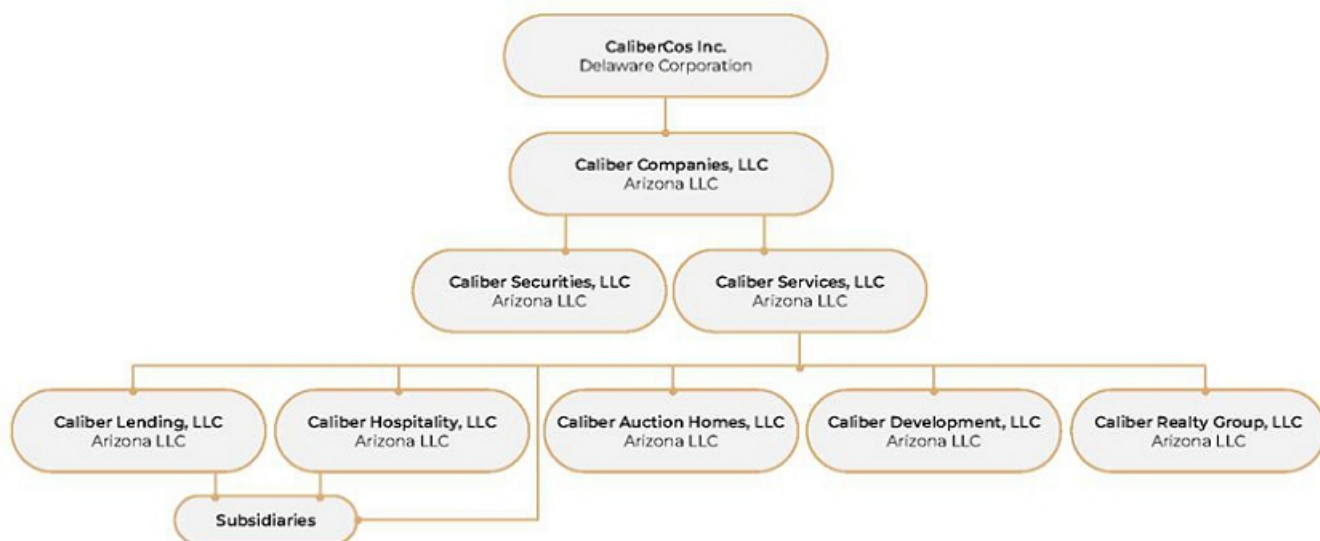 CaliberCos Inc.
Delaware Corporation
Caliber Companies, LLC
Arizona LLC
Caliber Securities, LLC
Arizona LLC
Caliber Services, LLC
Arizona LLC
Caliber Lending, LLC
Arizona LLC
Caliber Hospitality, LLC
Arizona LLC
Caliber Auction Homes, LLC
Arizona LLC
Caliber Development, LLC
Arizona LLC
Caliber Realty Group, LLC
Arizona LLC
Subsidiaries